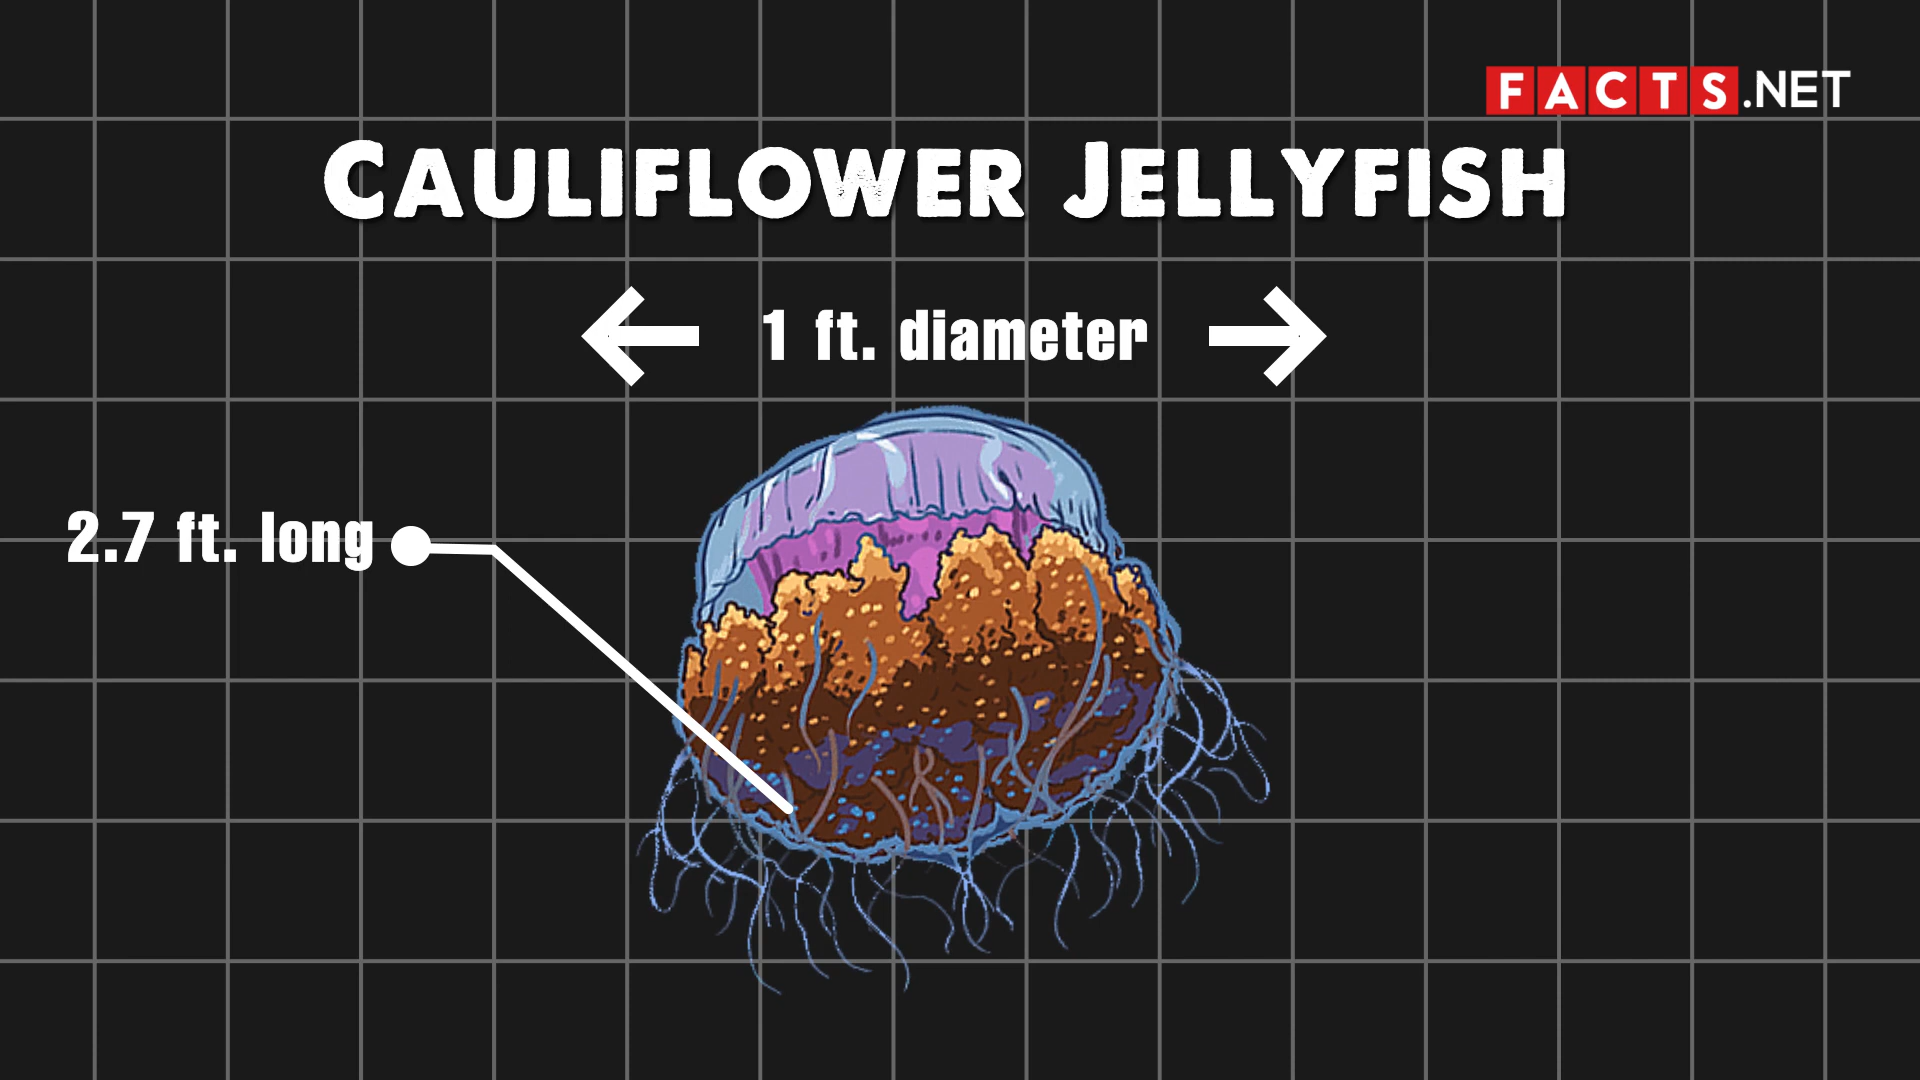 FACTS.NET
CAULIFLOWER JELLYFISH
1 ft. diameter
2.7 ft. long